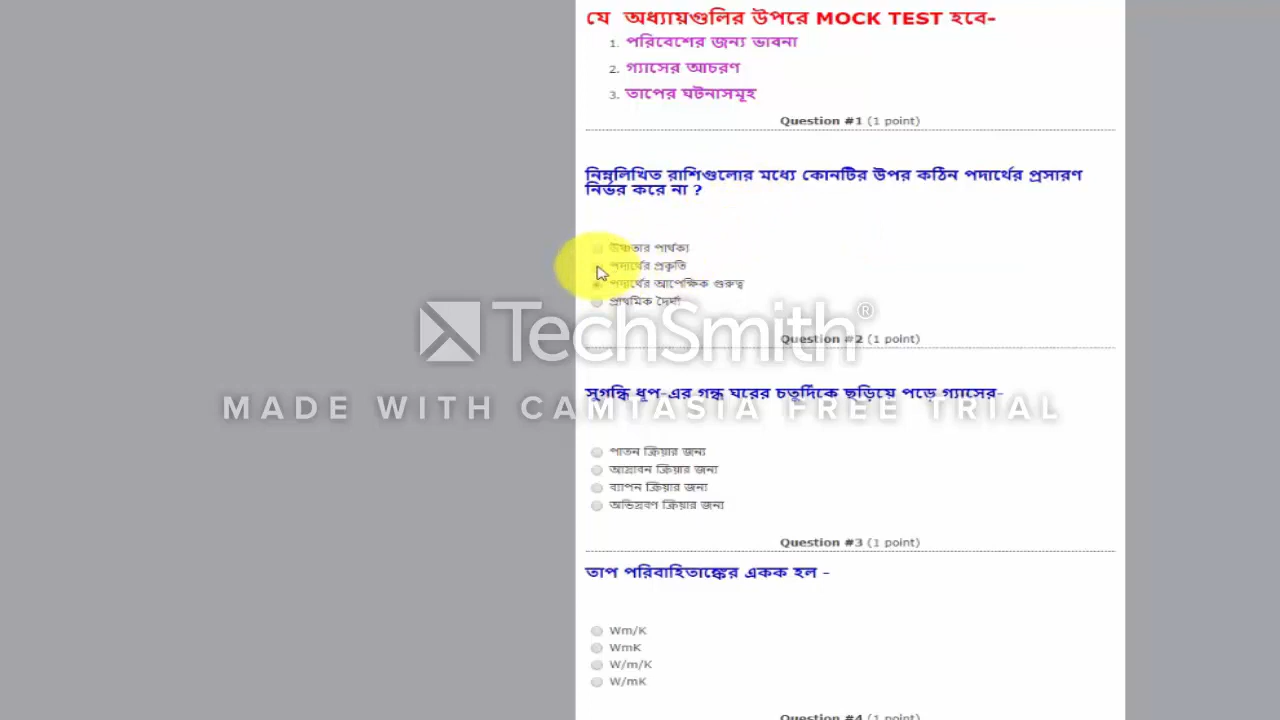 যে অধ্যায়গুলির উপরে MOCK TEST হবে-
1. পরিবেশের জন্য ভাবনা
2. গ্যাসের আচরণ
3. তাপের ঘটনাসমূহ
Question #1 (1 point)
নিম্নলিখিত রাশিগুলোর মধ্যে কোনটির উপর কঠিন পদার্থের প্রসারণ
নির্ভর করে না ?
উষ্ণতার পার্থক্য
পদার্থের প্রকৃতি
পদার্থের আপেক্ষিক গুরুত্ব
প্রাথমিক দৈর্ঘ্য
TechSmith®
Question #2 (1 point)
সুগন্ধি ধূপ-এর গন্ধ ঘরের চতুর্দিকে ছড়িয়ে পড়ে গ্যাসের-
MADE WITH CAMTASIA FREE TRIAL
পাতন ক্রিয়ার জন্য
আস্রাবন ক্রিয়ার জন্য
ব্যাপন ক্রিয়ার জন্য
অভিস্রবণ ক্রিয়ার জন্য
Question #3 (1 point)
তাপ পরিবাহিতাঙ্কের একক হল -
Wm/K
WmK
W/m/K
W/mK
Question #4 (1 point)